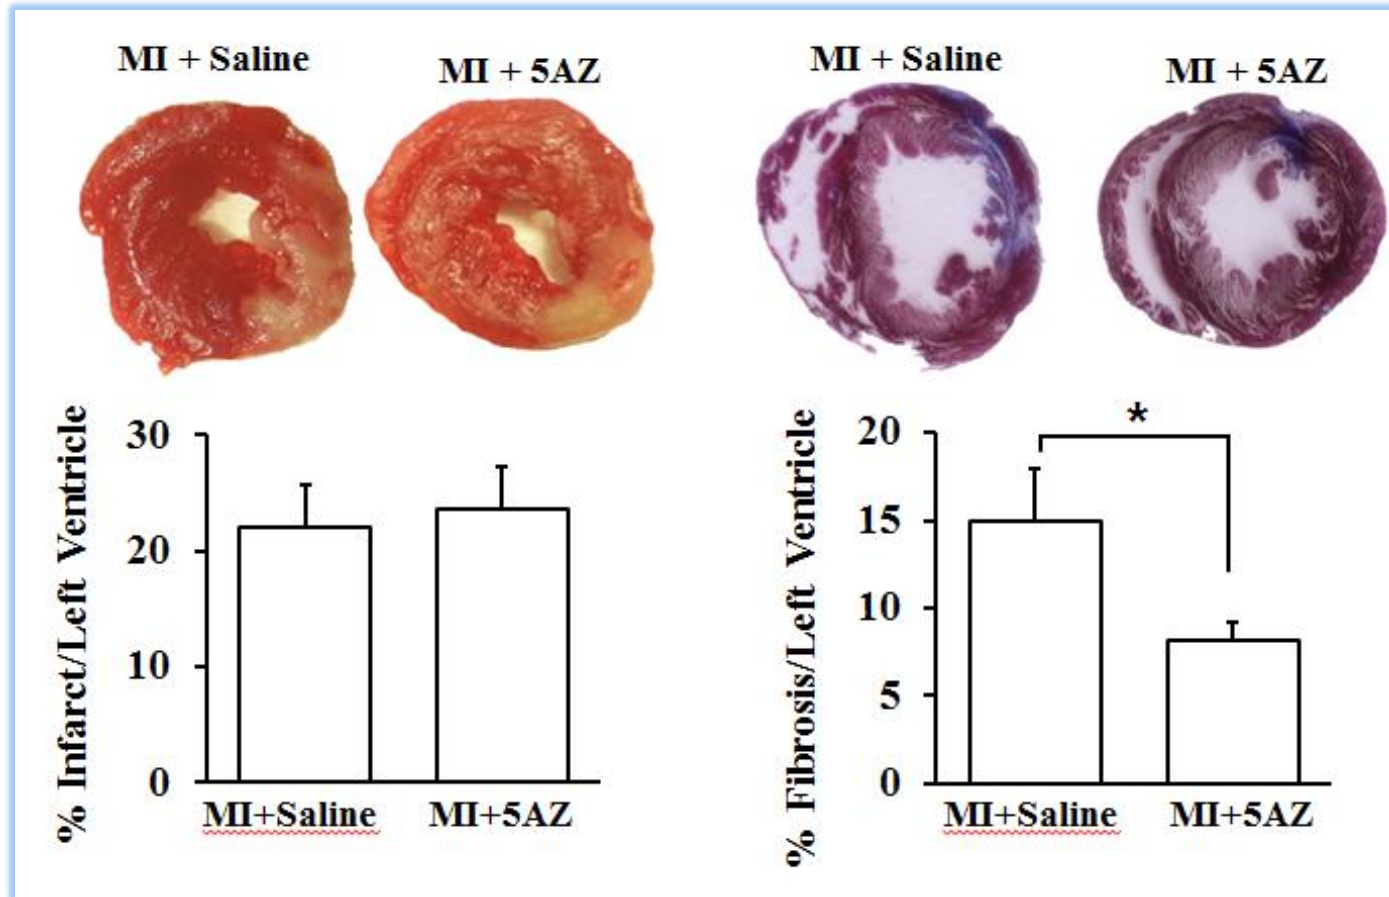 MI + Saline
MI + 5AZ
MI + Saline
MI + 5AZ
% Infarct/Left Ventricle
30
20
10
0
MI+Saline
MI+5AZ
% Fibrosis/Left Ventricle
20
15
10
5
0
*
MI+Saline
MI+5AZ